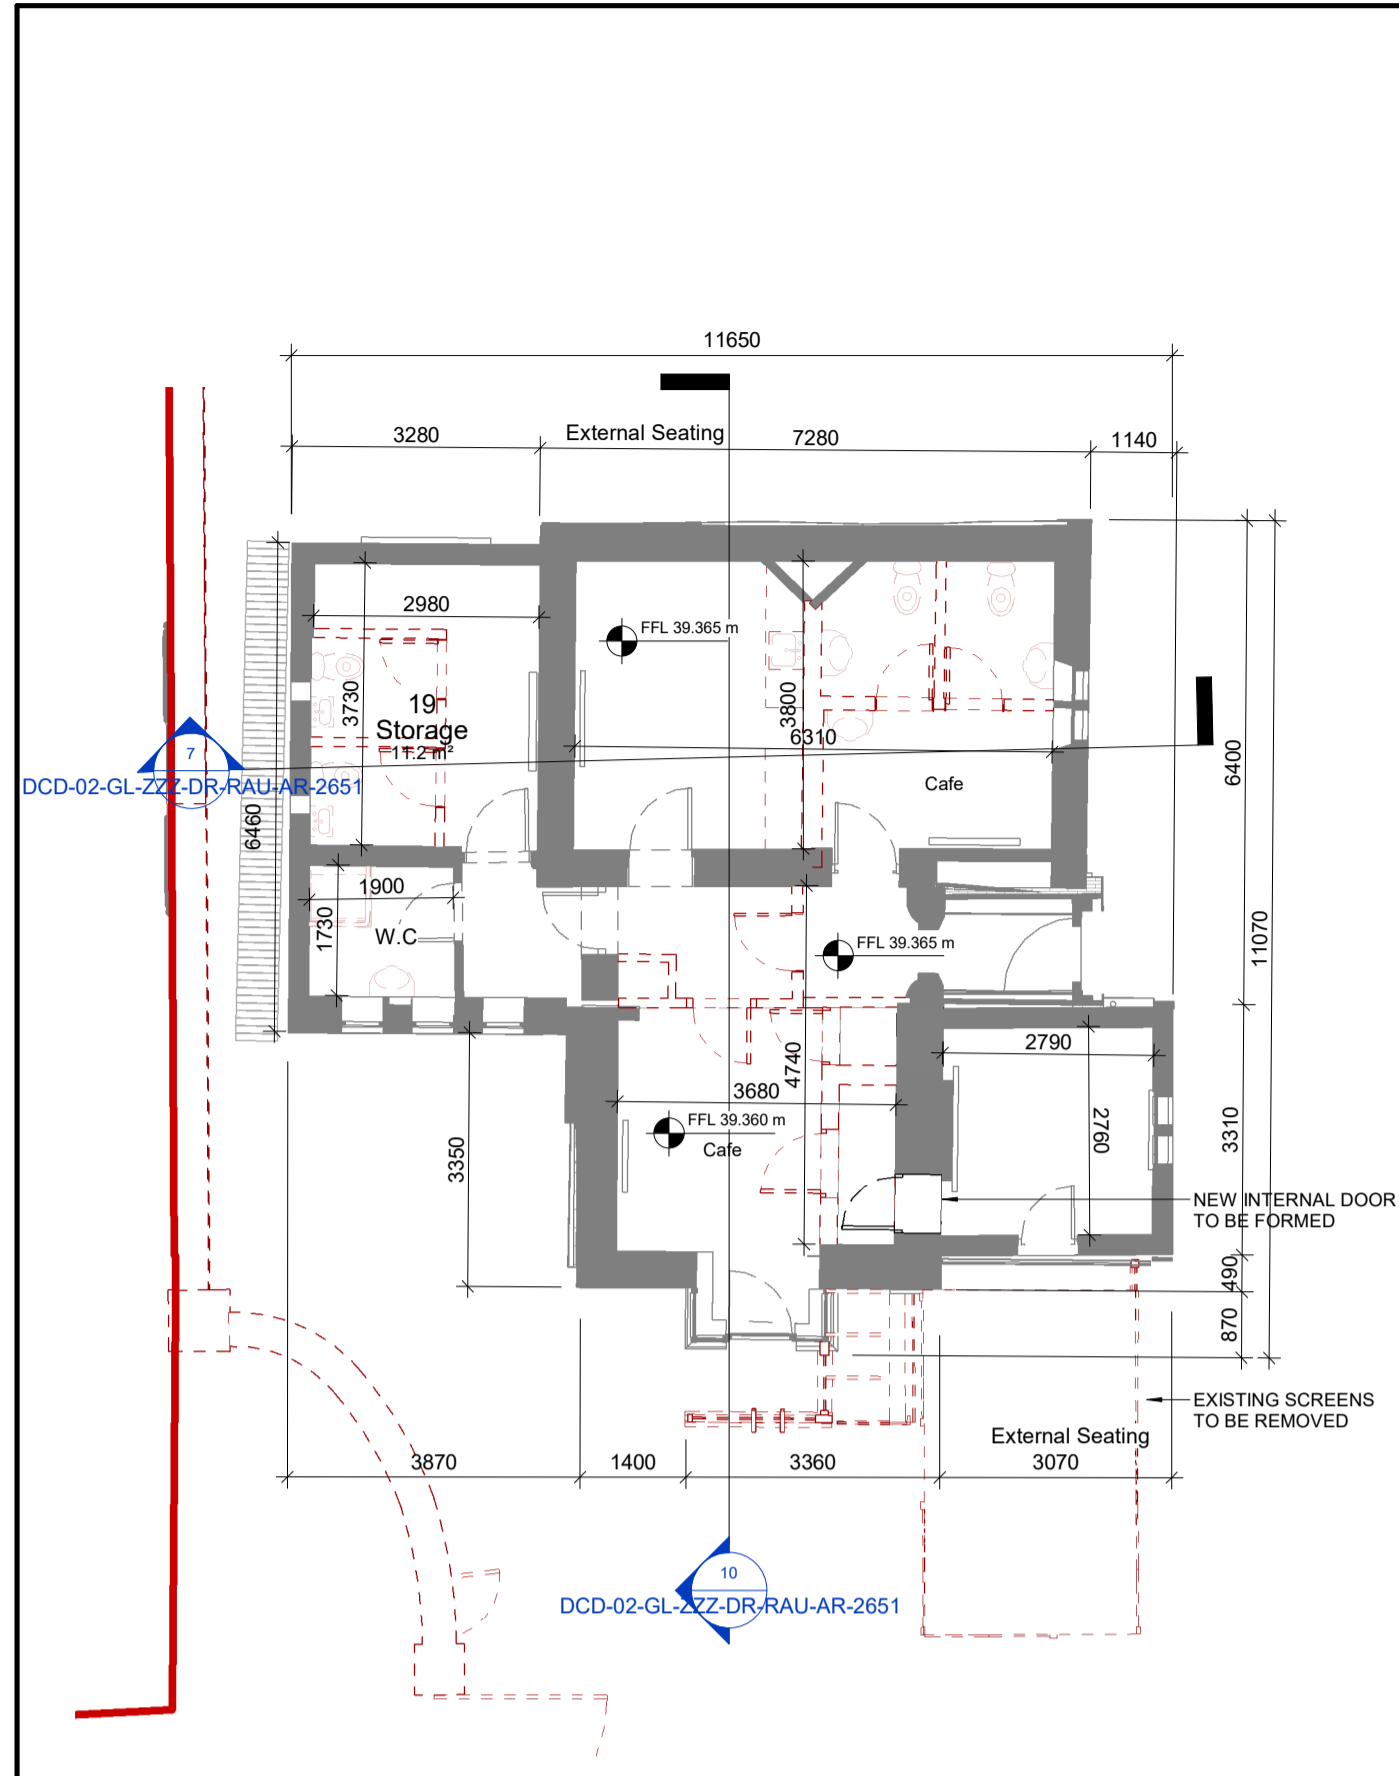 11650
3280
External Seating
7280
1140
2980
FFL 39.365 m
3730
19
Storage
11.2 m²
3800
6310
6400
7
DCD-02-GL-ZZZ-DR-RAU-AR-2651
Cafe
6460
1900
1730
W.C
FFL 39.365 m
11070
2790
4740
3680
FFL 39.360 m
Cafe
2760
3310
3350
NEW INTERNAL DOOR
TO BE FORMED
490
870
EXISTING SCREENS
TO BE REMOVED
External Seating
3870
1400
3360
3070
10
DCD-02-GL-ZZZ-DR-RAU-AR-2651